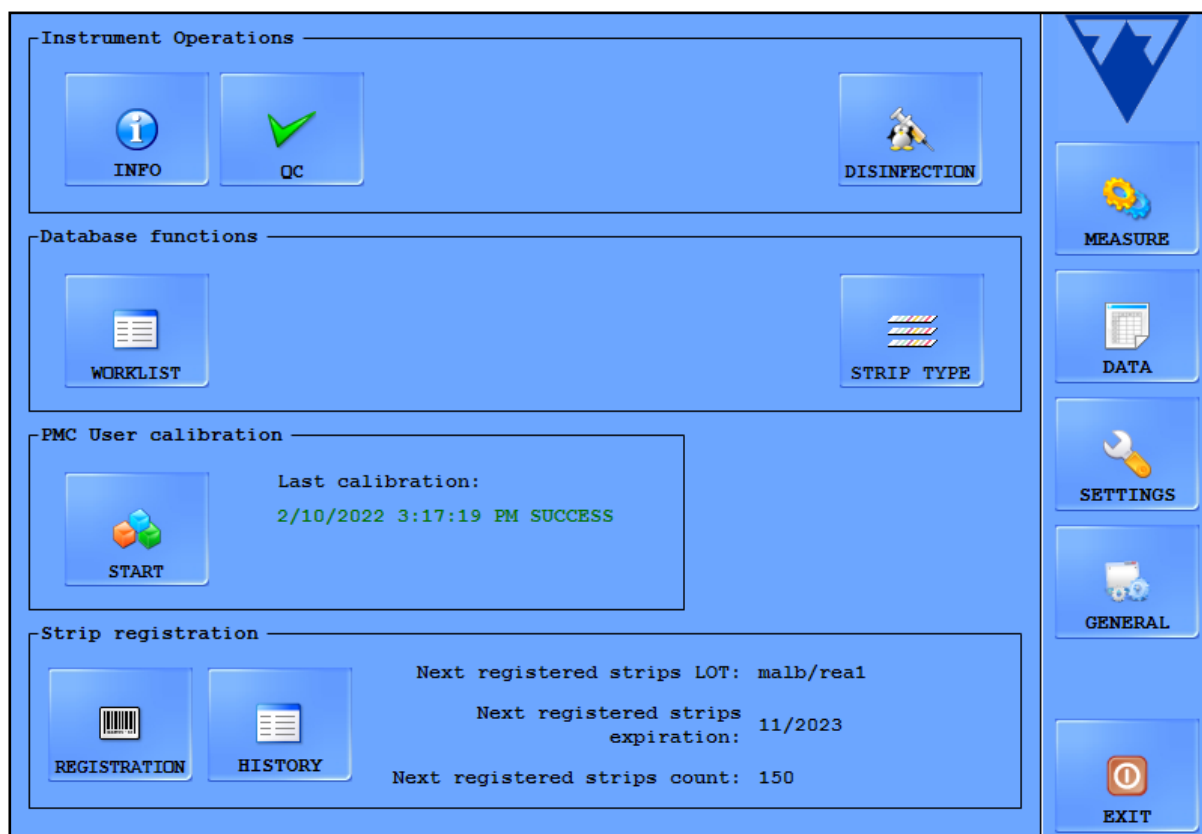 Instrument Operations
INFO
QC
DISINFECTION
Database functions
WORKLIST
STRIP TYPE
PMC User calibration
START
Last calibration:
2/10/2022 3:17:19 PM SUCCESS
Strip registration
REGISTRATION
HISTORY
Next registered strips LOT: malb/rea1
Next registered strips
expiration: 11/2023
Next registered strips count: 150
MEASURE
DATA
SETTINGS
GENERAL
EXIT